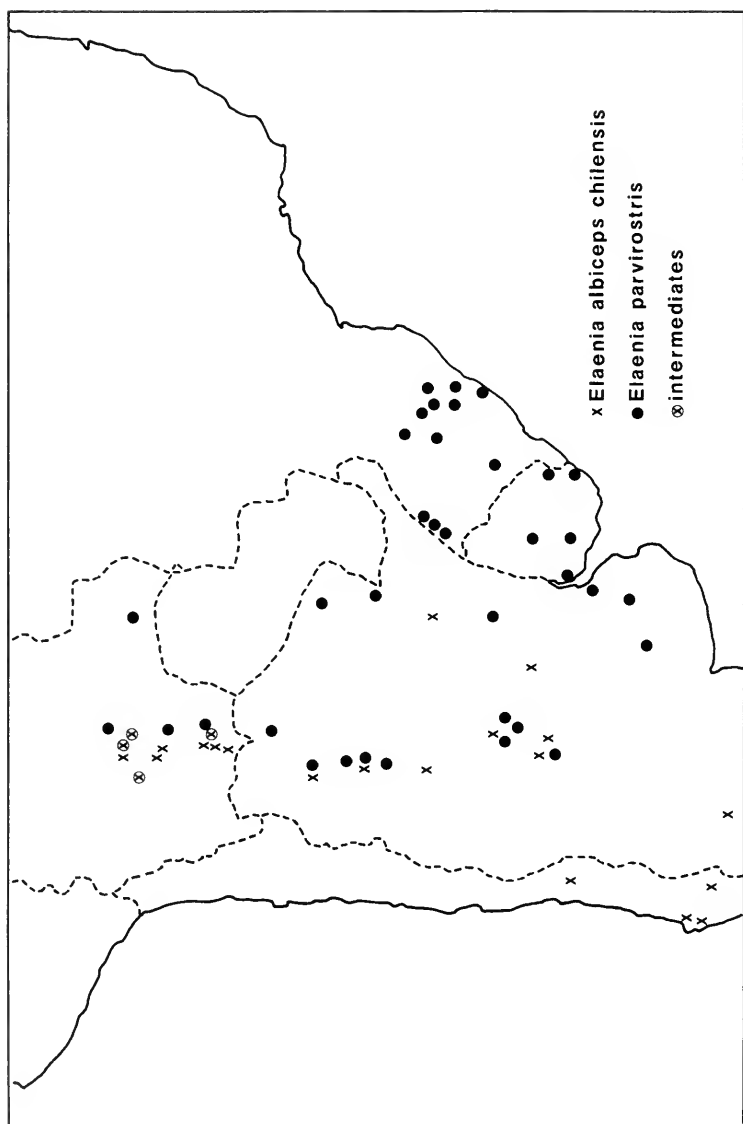 x Elaenia albiceps chilensis
● Elaenia parvirostris
⊗ intermediates